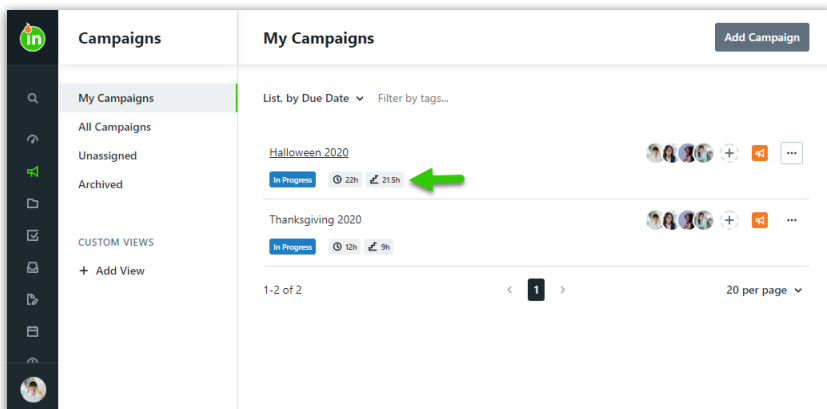 in
Campaigns
My Campaigns
Add Campaign
My Campaigns
All Campaigns
Unassigned
Archived
CUSTOM VIEWS
+ Add View
List, by Due Date
Filter by tags...
Halloween 2020
In Progress
22h
21.5h
Thanksgiving 2020
In Progress
12h
9h
1-2 of 2
< 1 >
20 per page